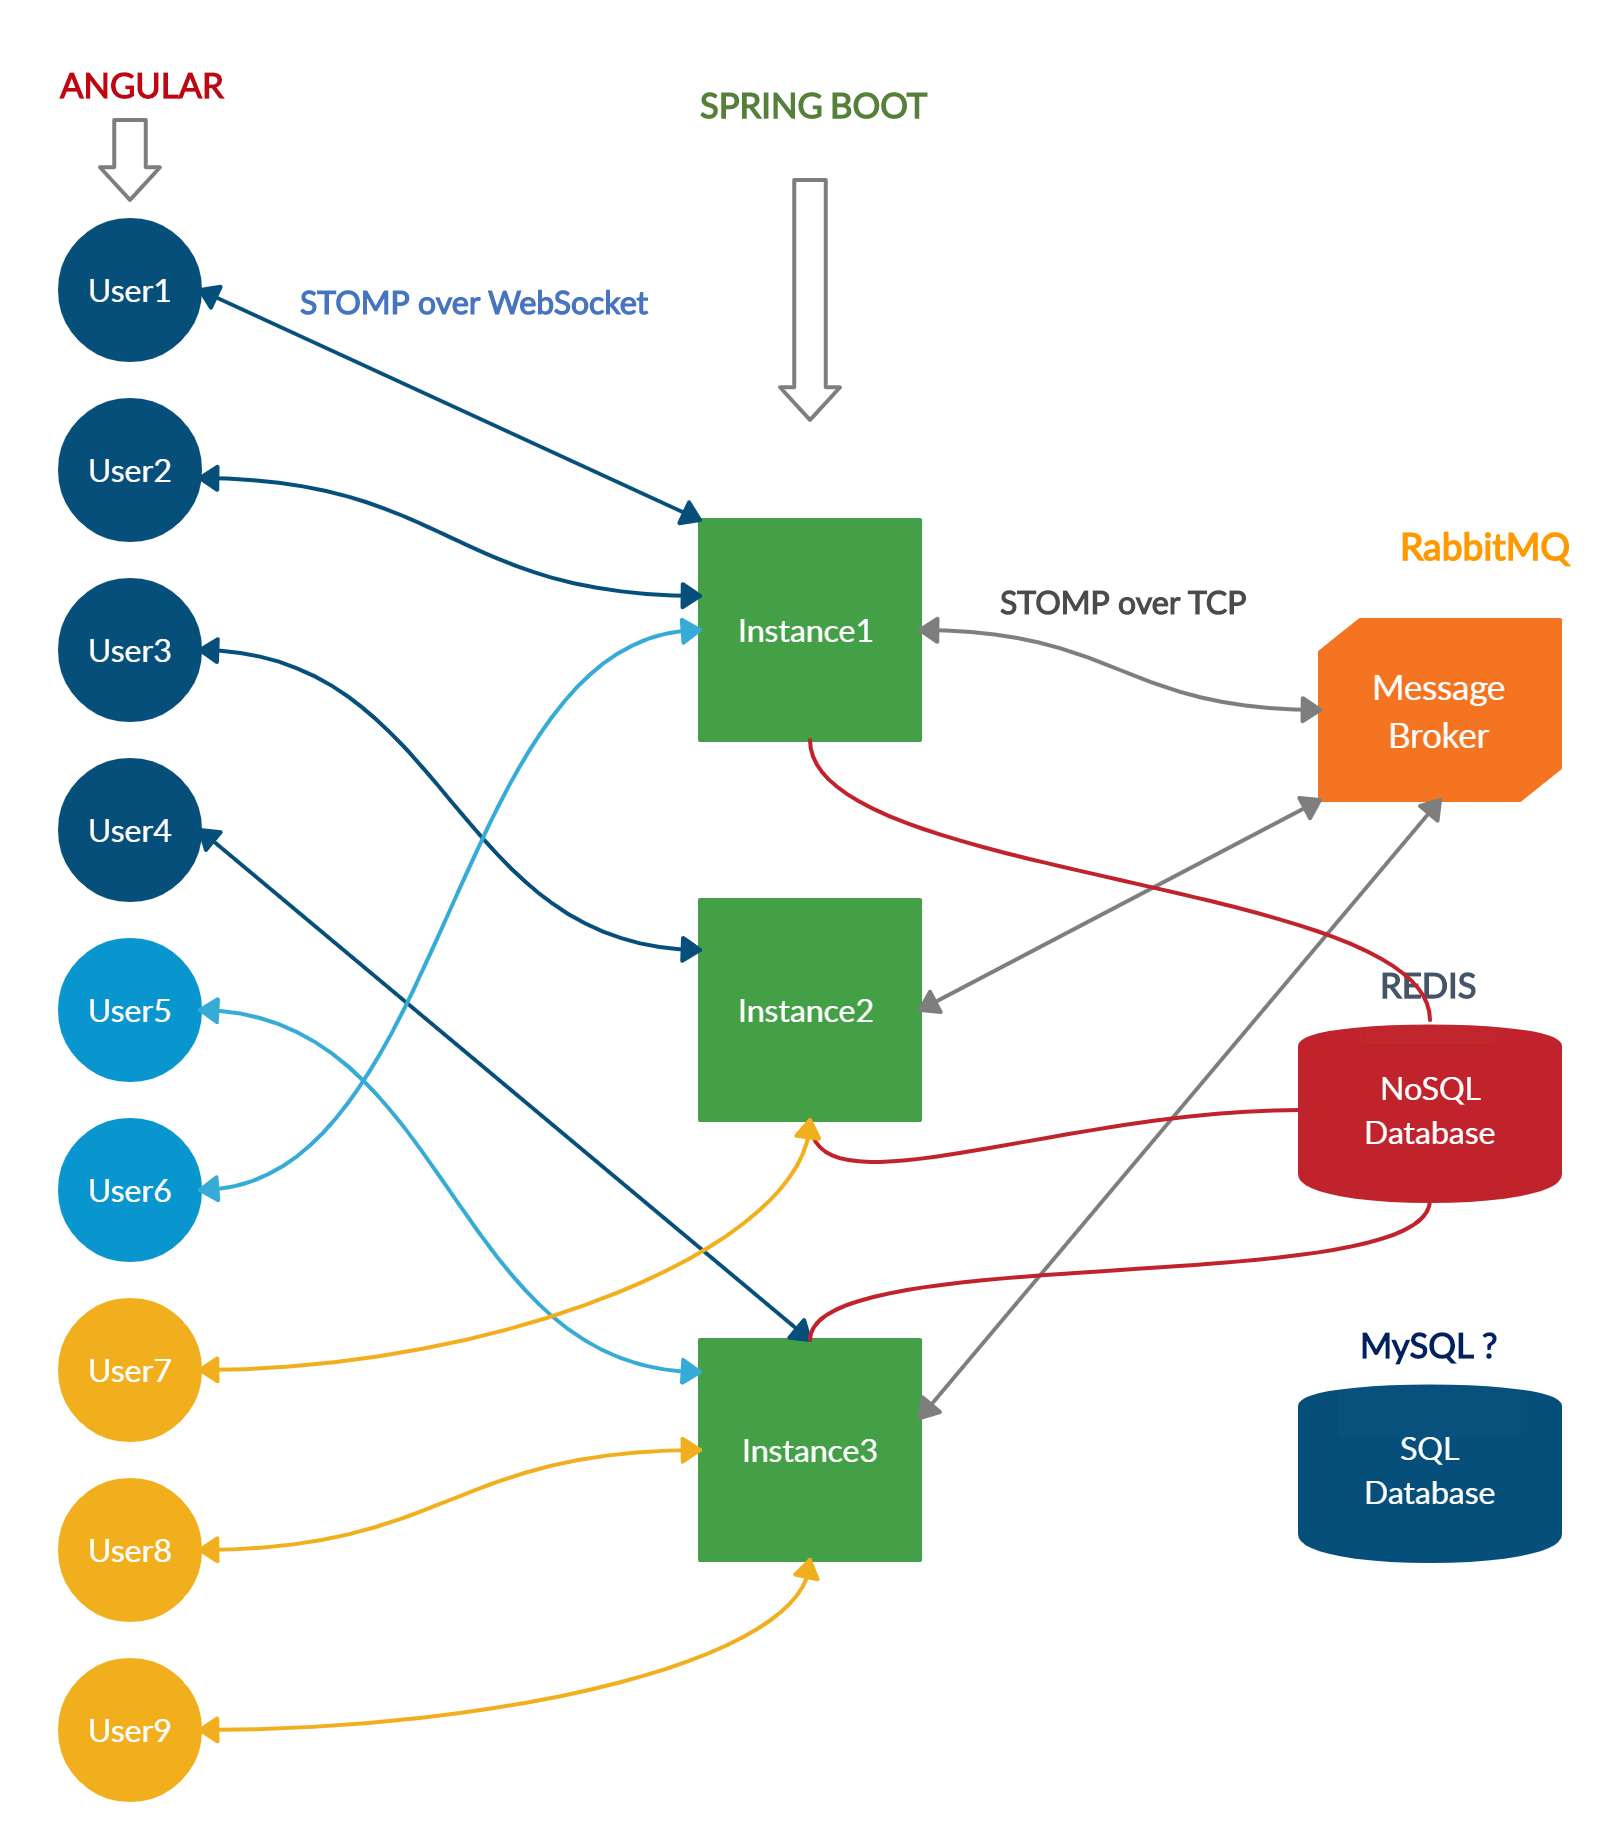 ANGULAR
SPRING BOOT
User1
STOMP over WebSocket
User2
RabbitMQ
STOMP over TCP
Instance1
User3
Message
Broker
User4
REDIS
User5
Instance2
NoSQL
Database
User6
MySQL ?
User7
Instance3
SQL
Database
User8
User9